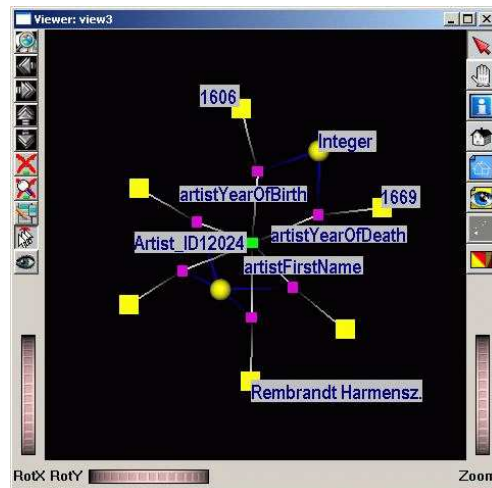 Viewer: view3
1606
Integer
artistYearOfBirth
1669
Artist_ID12024
artistYearOfDeath
artistFirstName
Rembrandt Harmensz.
RotX RotY
Zoom